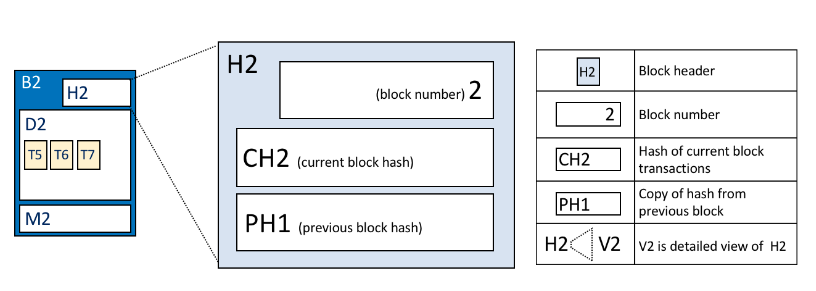 B2
H2
D2
T5 T6 T7
M2
H2
(block number) 2
CH2 (current block hash)
PH1 (previous block hash)
H2 Block header
2 Block number
CH2 Hash of current block
transactions
PH1 Copy of hash from
previous block
H2 V2 V2 is detailed view of H2